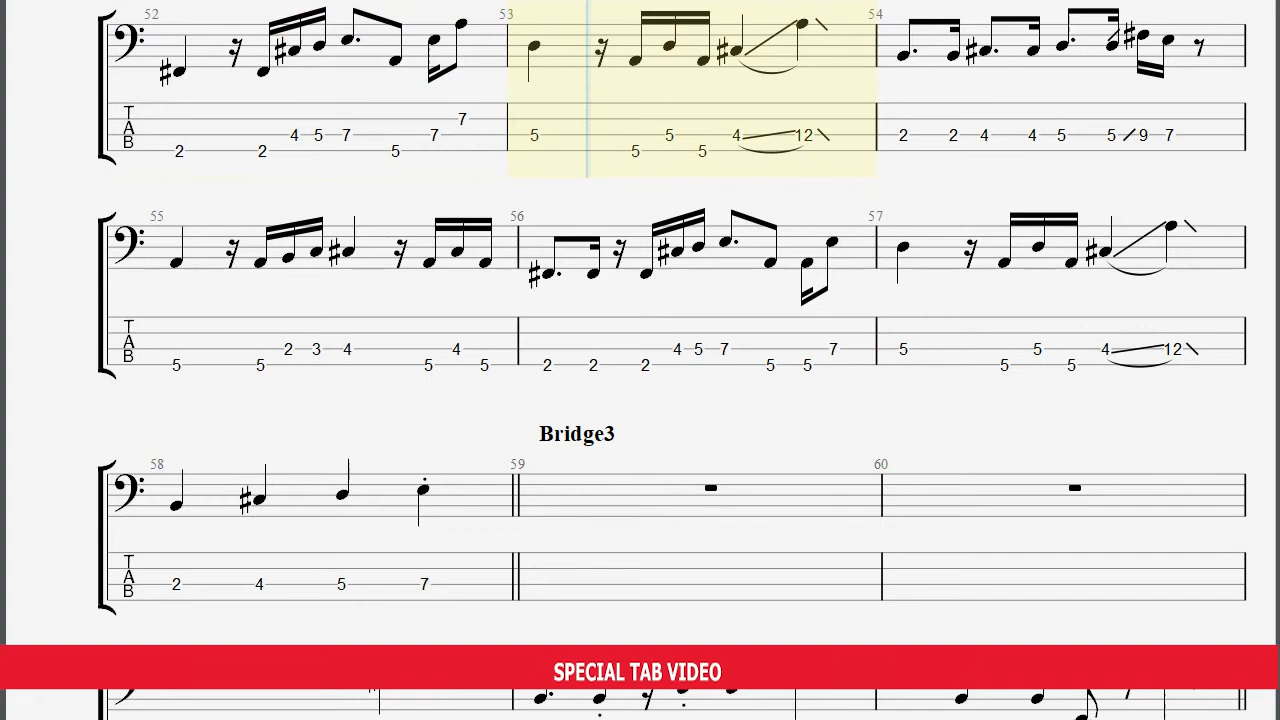 52 53 54
T
A
B
7 7
4 5 7 7 5 5 4 12 2 2 4 4 5 5 9 7
2 2 5 5 5
55 56 57
T
A
B
2 3 4 4 4 5 7 7 5 5 4 12
5 5 5 5 2 2 2 5 5 5 5
Bridge3
58 59 60
T
A
B
2 4 5 7
SPECIAL TAB VIDEO